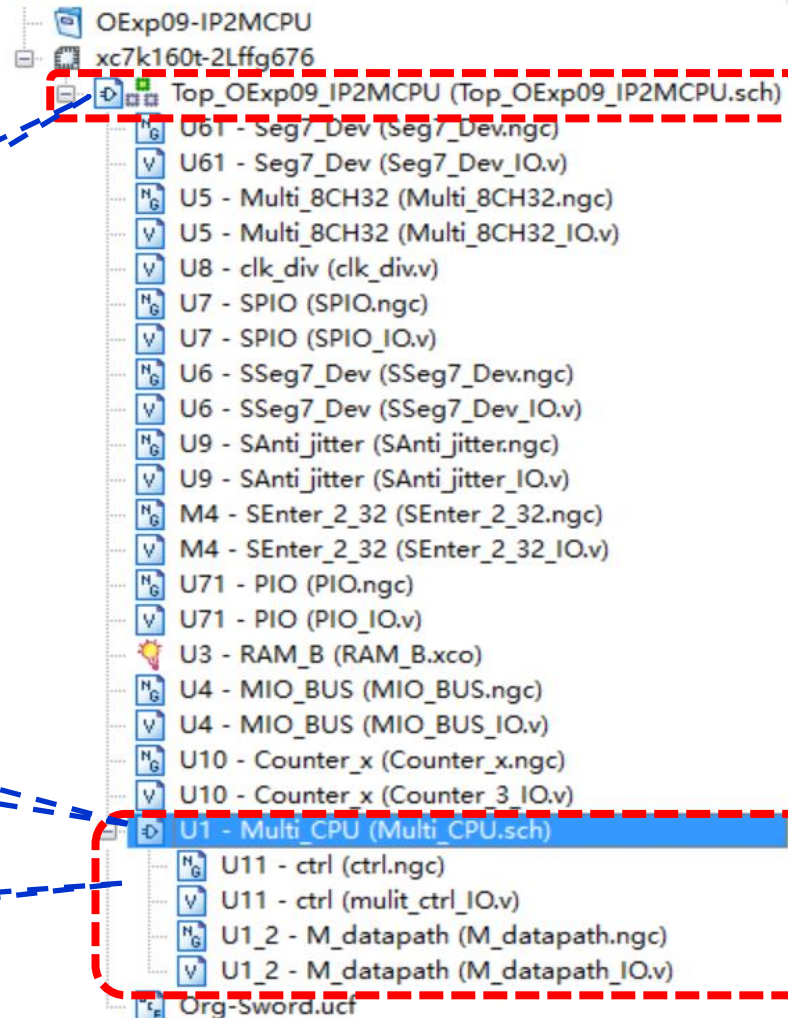 OExp09-IP2MCPU
xc7k160t-2Lffg676
Top_OExp09_IP2MCPU (Top_OExp09_IP2MCPU.sch)
U61 - Seg7_Dev (Seg7_Dev.ngc)
U61 - Seg7_Dev (Seg7_Dev_IO.v)
U5 - Multi_8CH32 (Multi_8CH32.ngc)
U5 - Multi_8CH32 (Multi_8CH32_IO.v)
U8 - clk_div (clk_div.v)
U7 - SPIO (SPIO.ngc)
U7 - SPIO (SPIO_IO.v)
U6 - SSeg7_Dev (SSeg7_Dev.ngc)
U6 - SSeg7_Dev (SSeg7_Dev_IO.v)
U9 - SAnti_jitter (SAnti_jitter.ngc)
U9 - SAnti_jitter (SAnti_jitter_IO.v)
M4 - SEnter_2_32 (SEnter_2_32.ngc)
M4 - SEnter_2_32 (SEnter_2_32_IO.v)
U71 - PIO (PIO.ngc)
U71 - PIO (PIO_IO.v)
U3 - RAM_B (RAM_B.xco)
U4 - MIO_BUS (MIO_BUS.ngc)
U4 - MIO_BUS (MIO_BUS_IO.v)
U10 - Counter_x (Counter_x.ngc)
U10 - Counter_x (Counter_3_IO.v)
U1 - Multi_CPU (Multi_CPU.sch)
U11 - ctrl (ctrl.ngc)
U11 - ctrl (mulit_ctrl_IO.v)
U1_2 - M_datapath (M_datapath.ngc)
U1_2 - M_datapath (M_datapath_IO.v)
Org-Sword.ucf